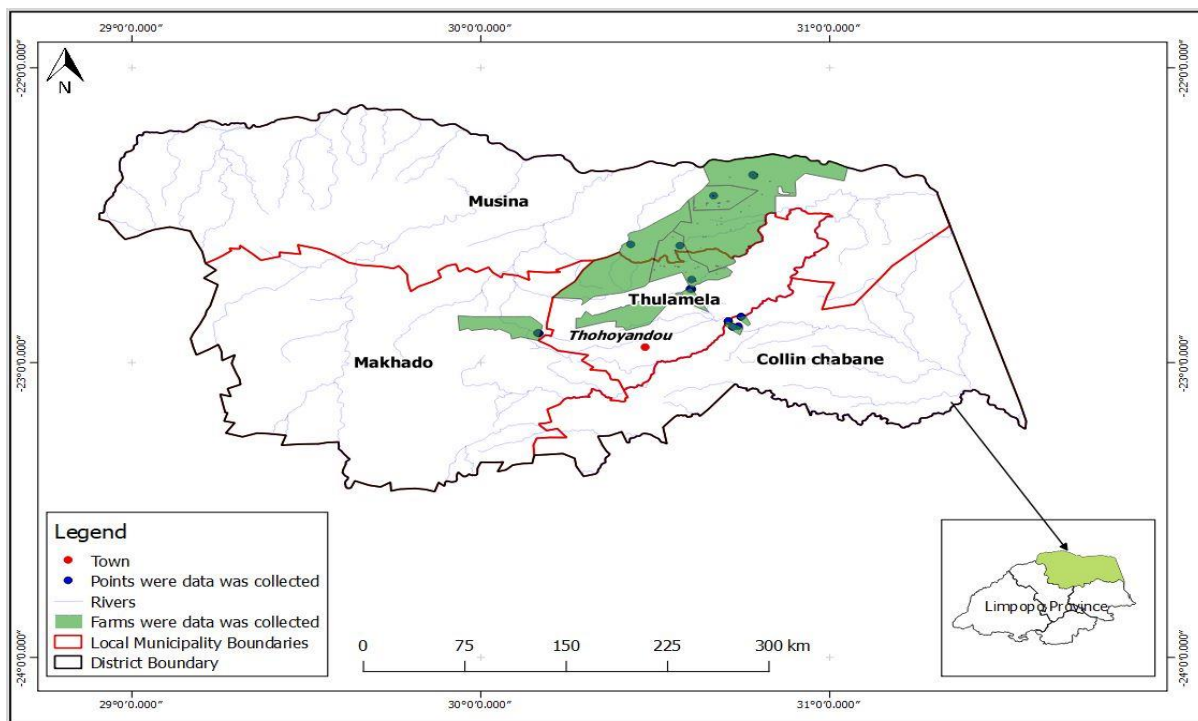 29°0'0.000"
30°0'0.000"
31°0'0.000"
-22°0'0.000"
-22°0'0.000"
N
Musina
Thulamela
Thohoyandou
Makhado
Collin chabane
-23°0'0.000"
-23°0'0.000"
Legend
Town
Points were data was collected
Rivers
Farms were data was collected
Local Municipality Boundaries
District Boundary
0 75 150 225 300 km
Limpopo Province
-24°0'0.000"
-24°0'0.000"
29°0'0.000"
30°0'0.000"
31°0'0.000"